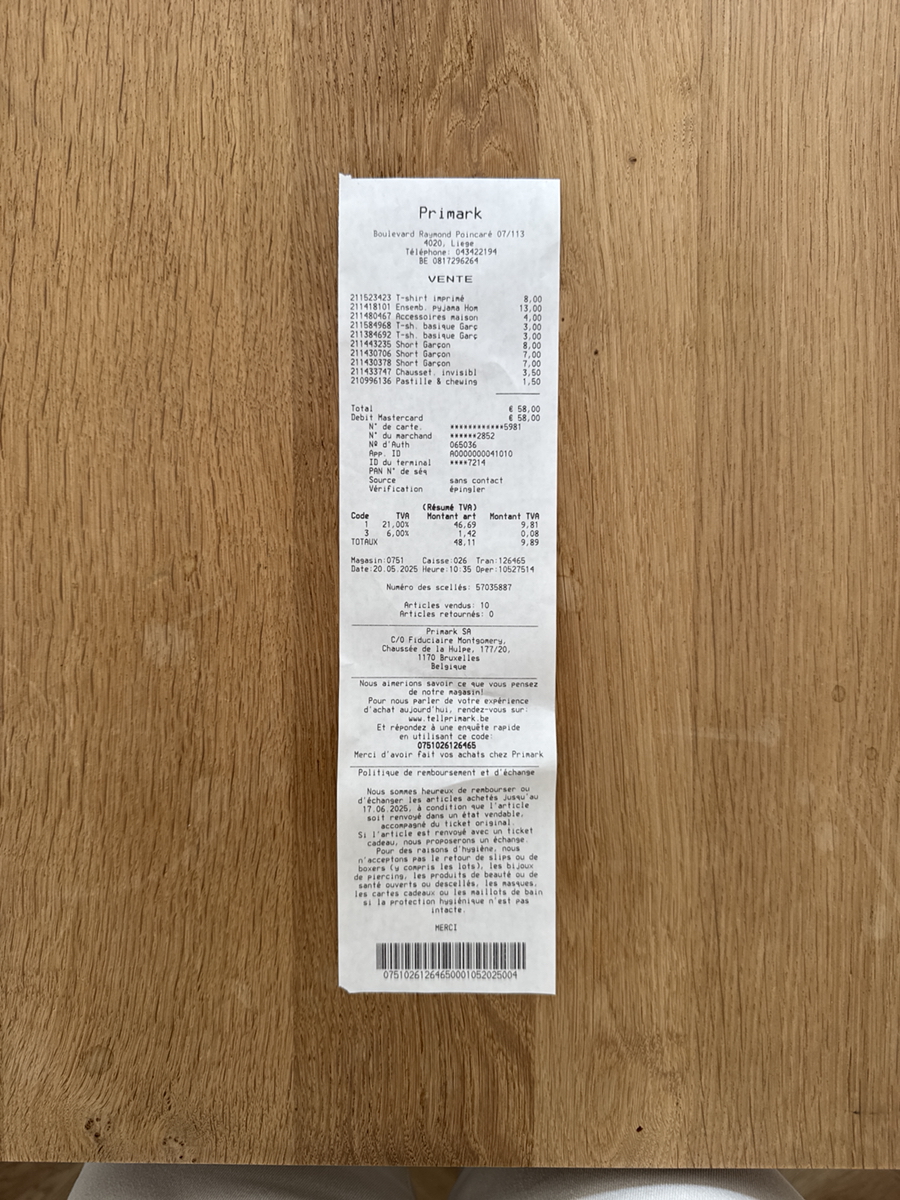 Primark
Boulevard Raymond Poincaré 07/113
4020, Liege
Téléphone: 043422194
BE 0817296264
VENTE
211523423 T-shirt imprimé 8,00
211418101 Ensemb. pyjama Hom 13,00
211480467 Accessoires maison 4,00
211584968 T-sh. basique Garç 3,00
211384692 T-sh. basique Garç 3,00
211443235 Short Garçon 8,00
211430706 Short Garçon 7,00
211430378 Short Garçon 7,00
211433747 Chausset. invisibl 3,50
210996136 Pastille & chewing 1,50
Total € 58,00
Debit Mastercard € 58,00
N° de carte. ************5981
N° du marchand ******2852
Nº d'Auth 065036
App. ID A0000000041010
ID du terminal ****7214
PAN N° de séq
Source sans contact
Vérification épingler
(Résumé TVA)
Code TVA Montant art Montant TVA
1 21,00% 46,69 9,81
3 6,00% 1,42 0,08
TOTAUX 48,11 9,89
Magasin:0751 Caisse:026 Tran:126465
Date:20.05.2025 Heure:10:35 Oper:10527514
Numéro des scellés: 57035887
Articles vendus: 10
Articles retournés: 0
Primark SA
C/O Fiduciaire Montgomery,
Chaussée de la Hulpe, 177/20,
1170 Bruxelles
Belgique
Nous aimerions savoir ce que vous pensez
de notre magasin!
Pour nous parler de votre expérience
d'achat aujourd'hui, rendez-vous sur:
www.tellprimark.be
Et répondez à une enquête rapide
en utilisant ce code:
0751026126465
Merci d'avoir fait vos achats chez Primark
Politique de remboursement et d'échange
Nous sommes heureux de rembourser ou
d'échanger les articles achetés jusqu'au
17.06.2025, à condition que l'article
soit renvoyé dans un état vendable,
accompagné du ticket original.
Si l'article est renvoyé avec un ticket
cadeau, nous proposerons un échange.
Pour des raisons d'hygiène, nous
n'acceptons pas le retour de slips ou de
boxers (y compris les lots), les bijoux
de piercing, les produits de beauté ou de
santé ouverts ou descellés, les masques,
les cartes cadeaux ou les maillots de bain
si la protection hygiénique n'est pas
intacte.
MERCI
07510261264650001052025004